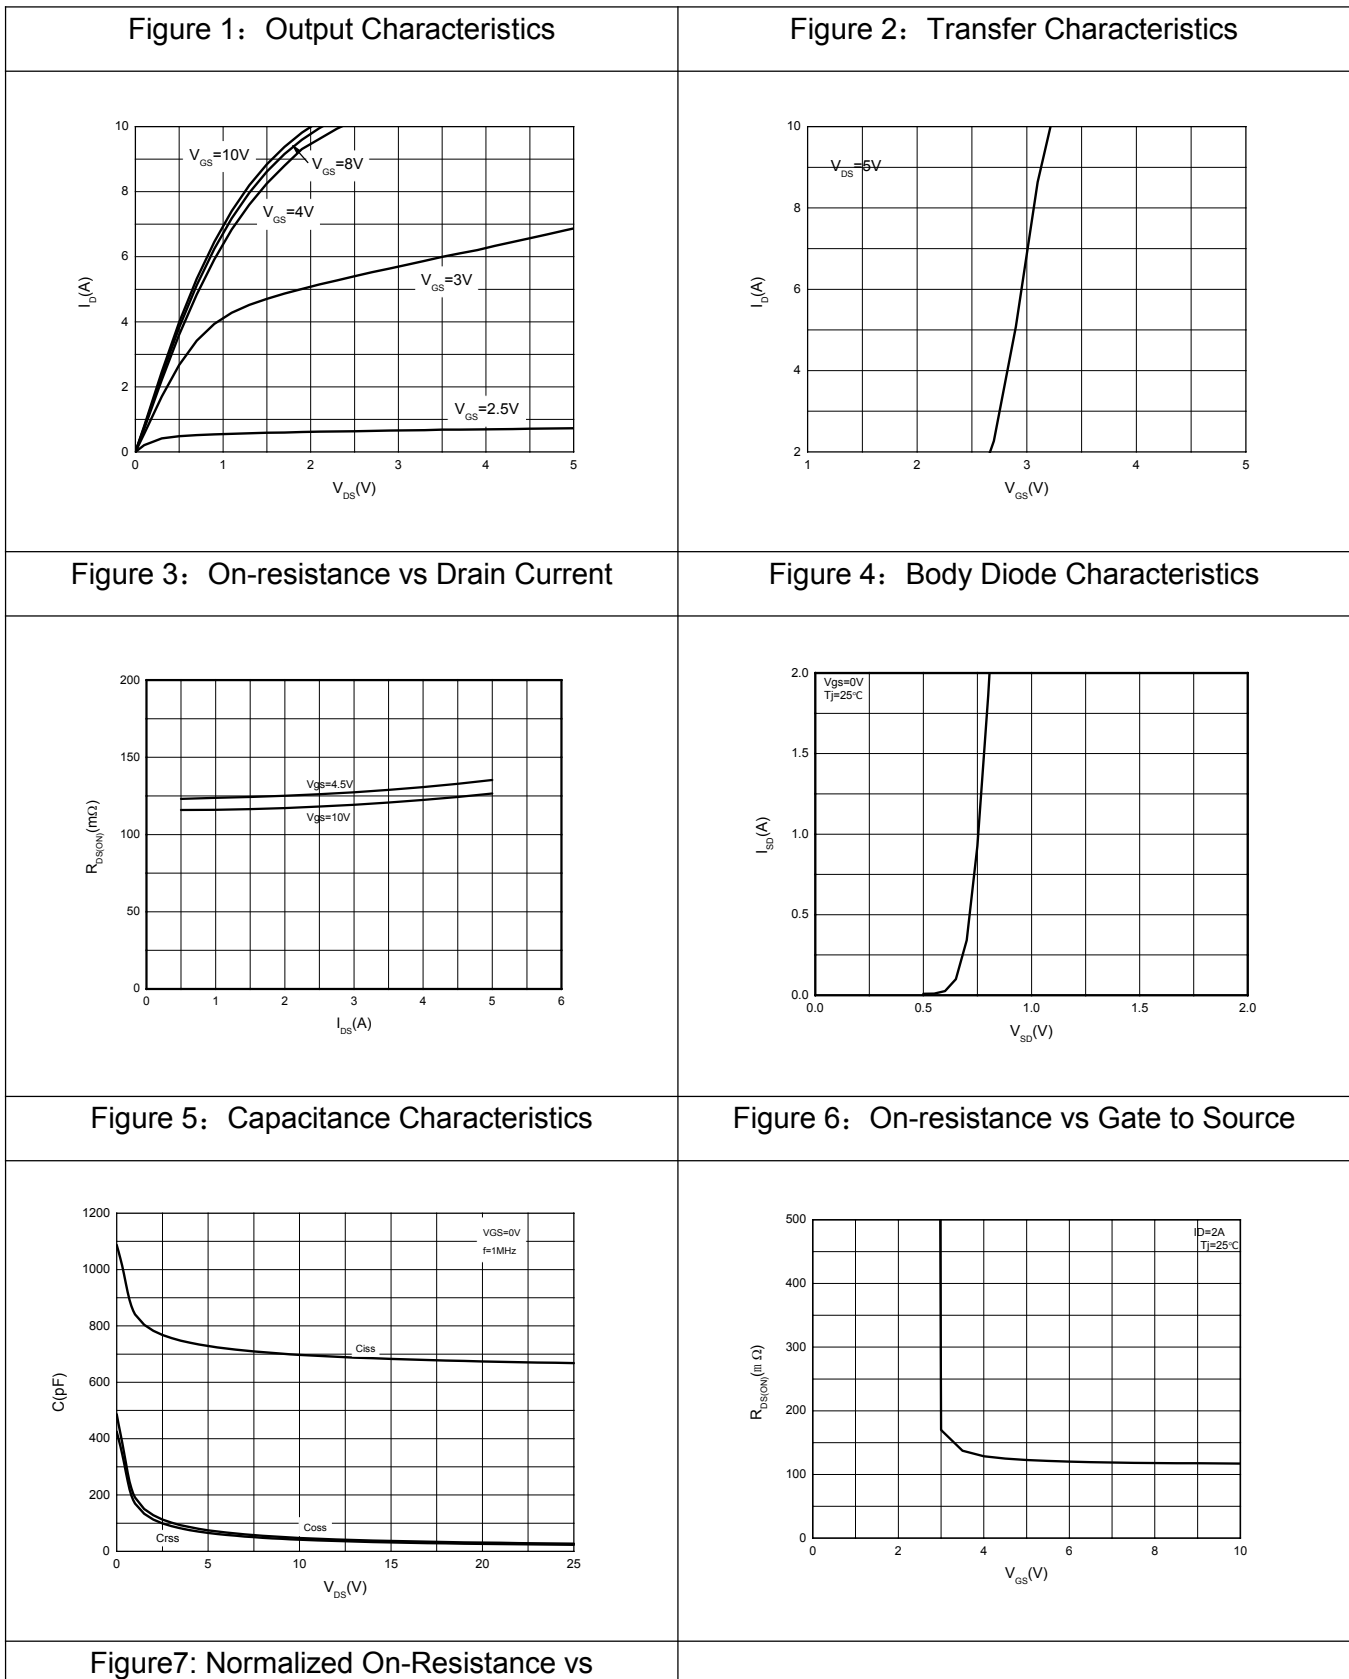 Figure 1：Output Characteristics
Figure 2：Transfer Characteristics
10
8
6
4
2
0
0 1 2 3 4 5
I_D(A)
V_DS(V)
V_GS=10V
V_GS=8V
V_GS=4V
V_GS=3V
V_GS=2.5V
10
8
6
4
2
1 2 3 4 5
I_D(A)
V_GS(V)
V_DS=5V
Figure 3：On-resistance vs Drain Current
Figure 4：Body Diode Characteristics
200
150
100
50
0
0 1 2 3 4 5 6
R_DS(ON)(mΩ)
I_DS(A)
Vgs=4.5V
Vgs=10V
2.0
1.5
1.0
0.5
0.0
0.0 0.5 1.0 1.5 2.0
I_SD(A)
V_SD(V)
Vgs=0V
Tj=25℃
Figure 5：Capacitance Characteristics
Figure 6：On-resistance vs Gate to Source
1200
1000
800
600
400
200
0
0 5 10 15 20 25
C(pF)
V_DS(V)
VGS=0V
f=1MHz
Ciss
Coss
Crss
500
400
300
200
100
0
0 2 4 6 8 10
R_DS(ON)(mΩ)
V_GS(V)
ID=2A
Tj=25℃
Figure7: Normalized On-Resistance vs